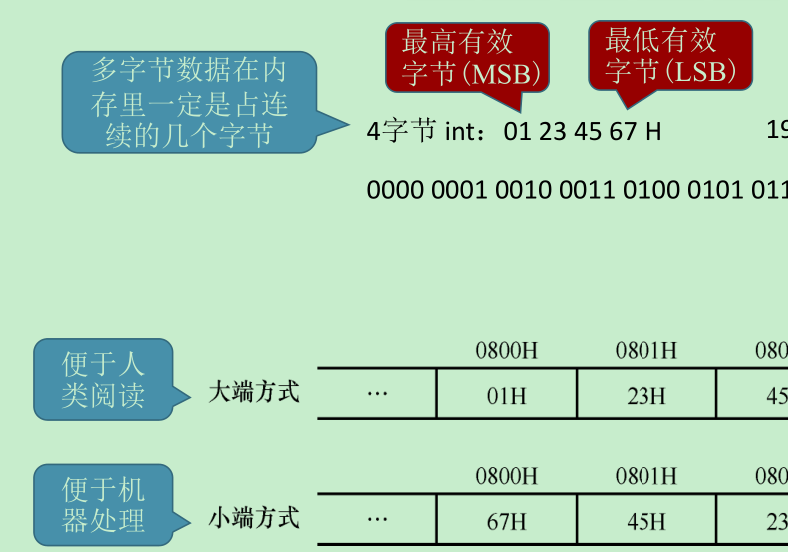 最高有效
字节(MSB)
最低有效
字节(LSB)
多字节数据在内
存里一定是占连
续的几个字节
4字节 int：01 23 45 67 H 19
0000 0001 0010 0011 0100 0101 011
便于人
类阅读
0800H 0801H 080
大端方式 … 01H 23H 45
便于机
器处理
0800H 0801H 080
小端方式 … 67H 45H 23